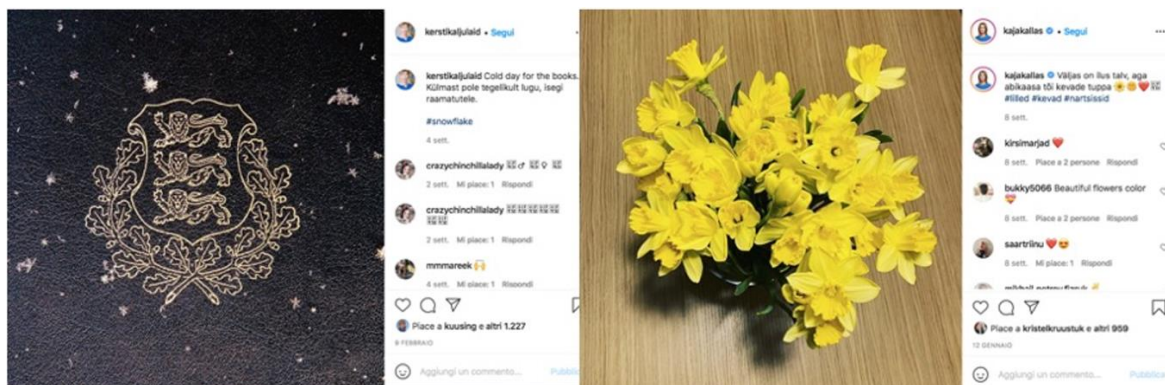 kerstikaljulaid • Segui
kerstikaljulaid Cold day for the books.
Külmast pole tegelikult lugu, isegi
raamatutele.
#snowflake
4 sett.
crazychinchillalady
2 sett. Mi piace: 1 Rispondi
crazychinchillalady
2 sett. Mi piace: 1 Rispondi
mmmareek
4 sett. Mi piace: 1 Rispondi
Piace a kuusing e altri 1.227
9 FEBBRAIO
Aggiungi un commento... Pubblica
kajakallas • Segui
kajakallas Väljas on ilus talv, aga
abikaasa tõi kevade tuppa
#lilled #kevad #nartsissid
8 sett.
kirsimarjad
8 sett. Piace a 2 persone Rispondi
bukky5066 Beautiful flowers color
8 sett. Piace a 2 persone Rispondi
saartriinu
8 sett. Mi piace: 1 Rispondi
Piace a kristelkruustuk e altri 959
12 GENNAIO
Aggiungi un commento... Pubblica